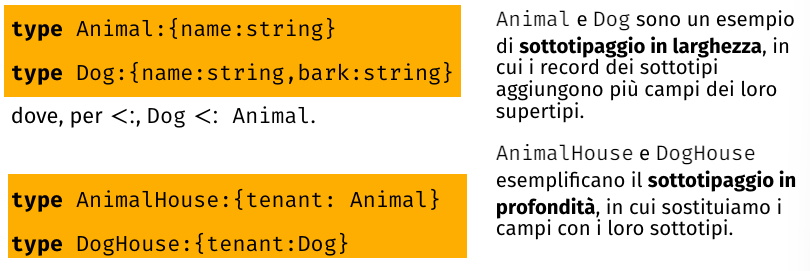 type Animal:{name:string}
type Dog:{name:string,bark:string}
dove, per <:, Dog <: Animal.
type AnimalHouse:{tenant: Animal}
type DogHouse:{tenant:Dog}
Animal e Dog sono un esempio
di sottotipaggio in larghezza, in
cui i record dei sottotipi
aggiungono più campi dei loro
supertipi.
AnimalHouse e DogHouse
esemplificano il sottotipaggio in
profondità, in cui sostituiamo i
campi con i loro sottotipi.